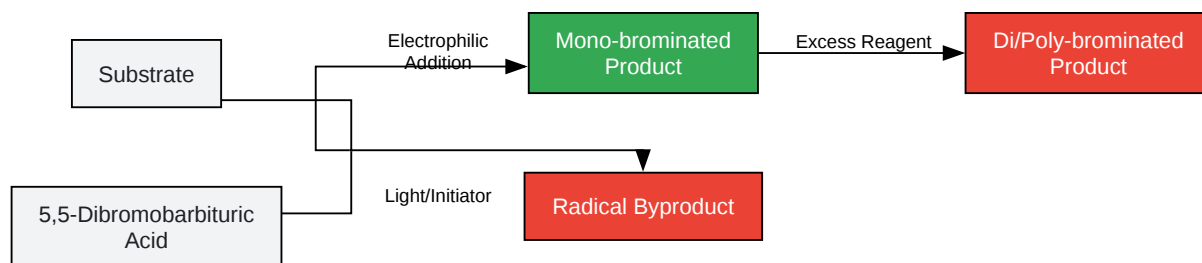 Substrate
5,5-Dibromobarbituric
Acid
Electrophilic
Addition
Light/Initiator
Mono-brominated
Product
Radical Byproduct
Excess Reagent
Di/Poly-brominated
Product